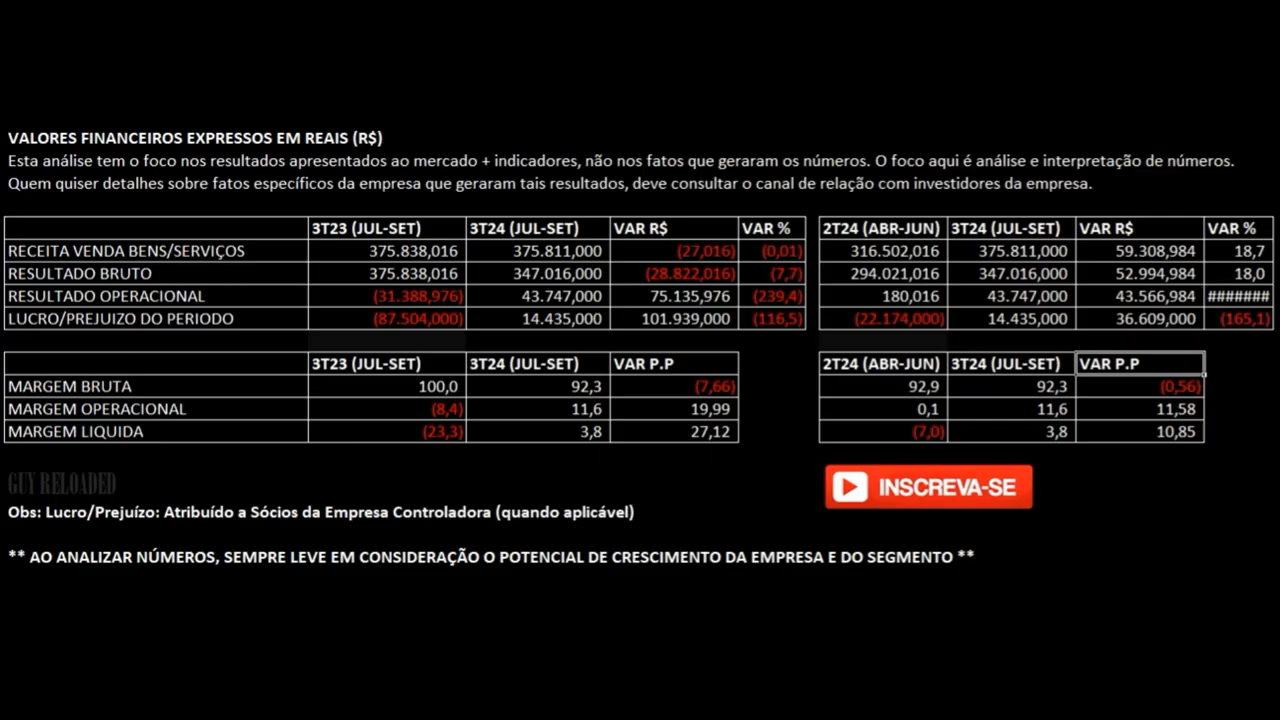 VALORES FINANCEIROS EXPRESSOS EM REAIS (R$)
Esta análise tem o foco nos resultados apresentados ao mercado + indicadores, não nos fatos que geraram os números. O foco aqui é análise e interpretação de números.
Quem quiser detalhes sobre fatos específicos da empresa que geraram tais resultados, deve consultar o canal de relação com investidores da empresa.
3T23 (JUL-SET) 3T24 (JUL-SET) VAR R$ VAR % 2T24 (ABR-JUN) 3T24 (JUL-SET) VAR R$ VAR %
RECEITA VENDA BENS/SERVIÇOS 375.838,016 375.811,000 (27,016) (0,01) 316.502,016 375.811,000 59.308,984 18,7
RESULTADO BRUTO 375.838,016 347.016,000 (28.822,016) (7,7) 294.021,016 347.016,000 52.994,984 18,0
RESULTADO OPERACIONAL (31.388,976) 43.747,000 75.135,976 (239,4) 180,016 43.747,000 43.566,984 #######
LUCRO/PREJUIZO DO PERIODO (87.504,000) 14.435,000 101.939,000 (116,5) (22.174,000) 14.435,000 36.609,000 (165,1)
3T23 (JUL-SET) 3T24 (JUL-SET) VAR P.P 2T24 (ABR-JUN) 3T24 (JUL-SET) VAR P.P
MARGEM BRUTA 100,0 92,3 (7,66) 92,9 92,3 (0,56)
MARGEM OPERACIONAL (8,4) 11,6 19,99 0,1 11,6 11,58
MARGEM LIQUIDA (23,3) 3,8 27,12 (7,0) 3,8 10,85
GUY RELOADED
INSCREVA-SE
Obs: Lucro/Prejuízo: Atribuído a Sócios da Empresa Controladora (quando aplicável)
** AO ANALIZAR NÚMEROS, SEMPRE LEVE EM CONSIDERAÇÃO O POTENCIAL DE CRESCIMENTO DA EMPRESA E DO SEGMENTO **